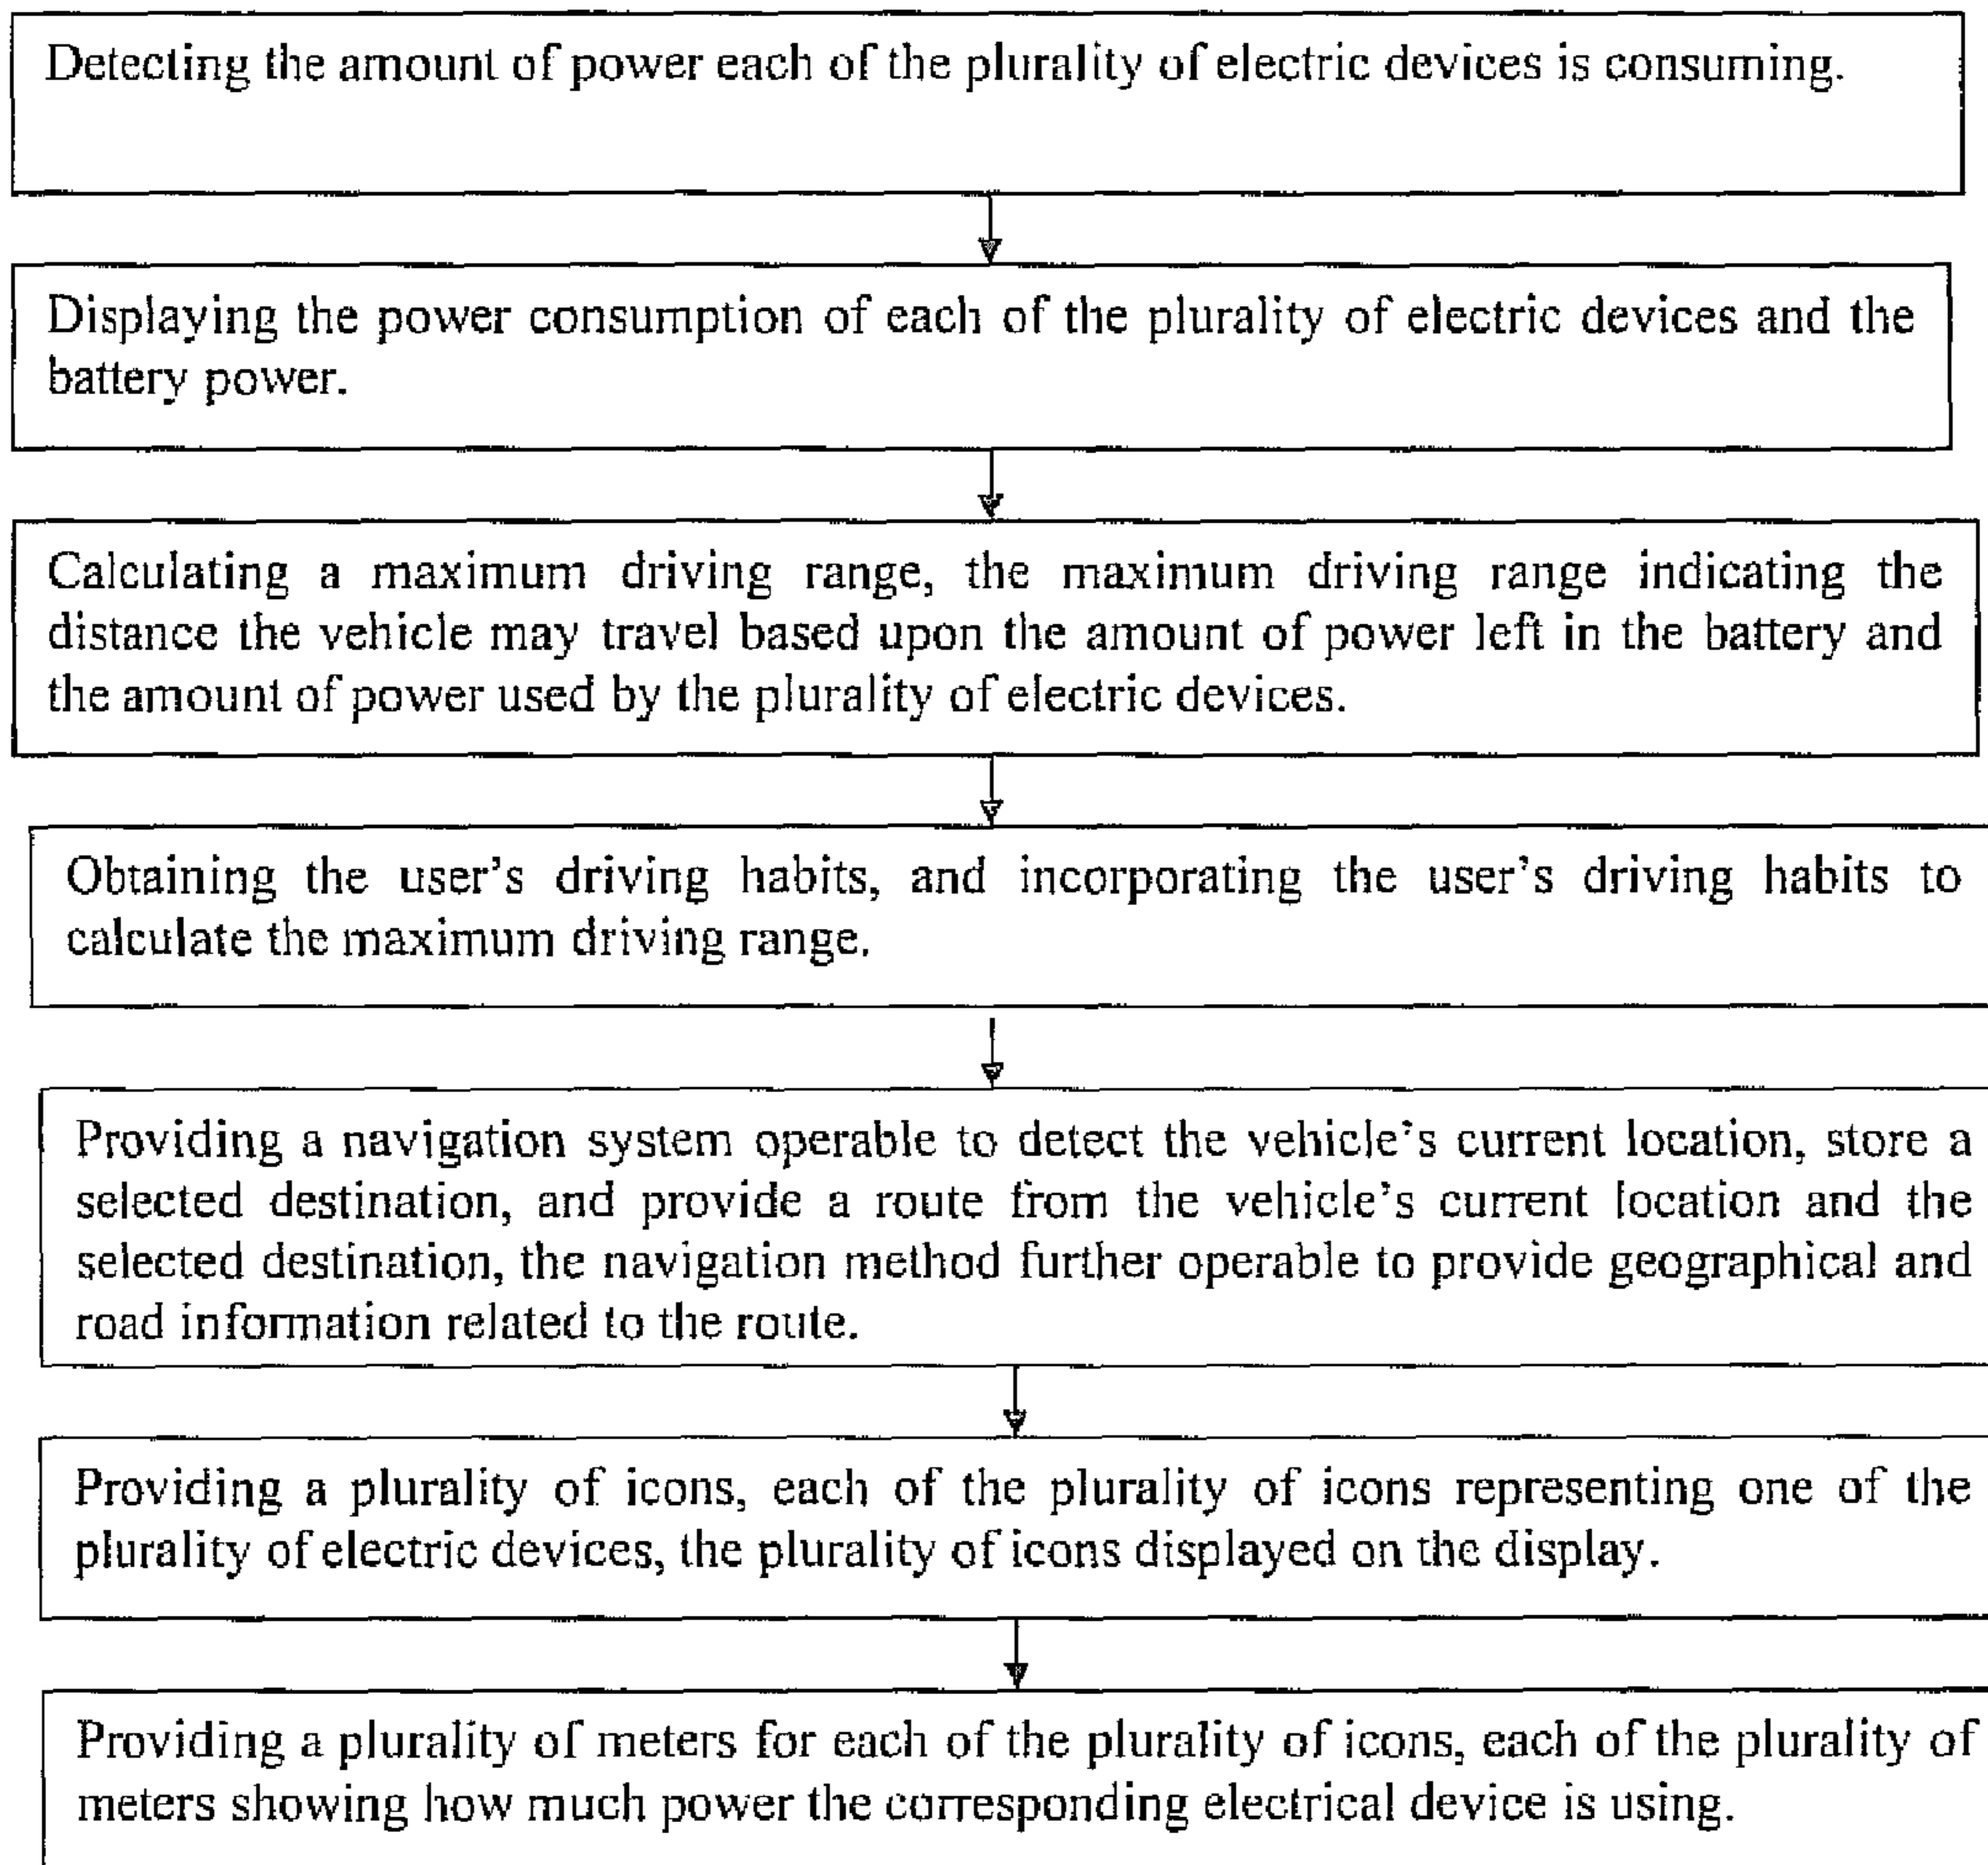 Detecting the amount of power each of the plurality of electric devices is consuming.
Displaying the power consumption of each of the plurality of electric devices and the
battery power.
Calculating a maximum driving range, the maximum driving range indicating the
distance the vehicle may travel based upon the amount of power left in the battery and
the amount of power used by the plurality of electric devices.
Obtaining the user's driving habits, and incorporating the user's driving habits to
calculate the maximum driving range.
Providing a navigation system operable to detect the vehicle's current location, store a
selected destination, and provide a route from the vehicle's current location and the
selected destination, the navigation method further operable to provide geographical and
road information related to the route.
Providing a plurality of icons, each of the plurality of icons representing one of the
plurality of electric devices, the plurality of icons displayed on the display.
Providing a plurality of meters for each of the plurality of icons, each of the plurality of
meters showing how much power the corresponding electrical device is using.